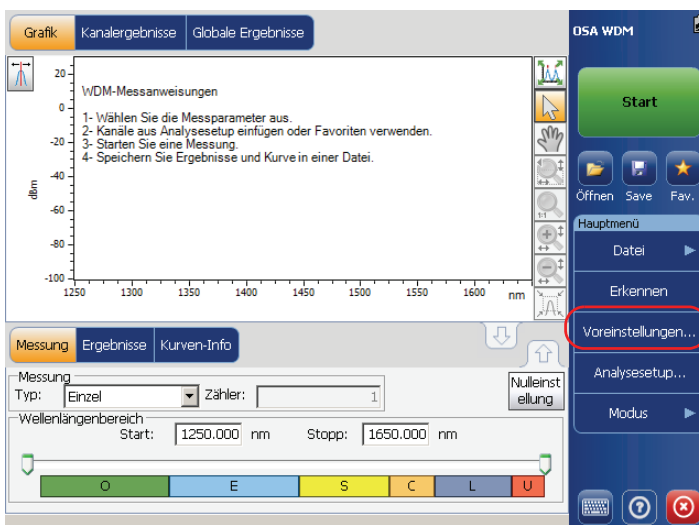 Grafik Kanalergebnisse Globale Ergebnisse
WDM-Messanweisungen
1- Wählen Sie die Messparameter aus.
2- Kanäle aus Analysesetup einfügen oder Favoriten verwenden.
3- Starten Sie eine Messung.
4- Speichern Sie Ergebnisse und Kurve in einer Datei.
20
0
-20
-40
-60
-80
-100
dBm
1250 1300 1350 1400 1450 1500 1550 1600 nm
1:1
Messung Ergebnisse Kurven-Info
Messung
Typ: Einzel Zähler: 1
Nulleinst
ellung
Wellenlängenbereich
Start: 1250.000 nm Stopp: 1650.000 nm
O E S C L U
OSA WDM
Start
Öffnen Save Fav.
Hauptmenü
Datei
Erkennen
Voreinstellungen...
Analysesetup...
Modus
?